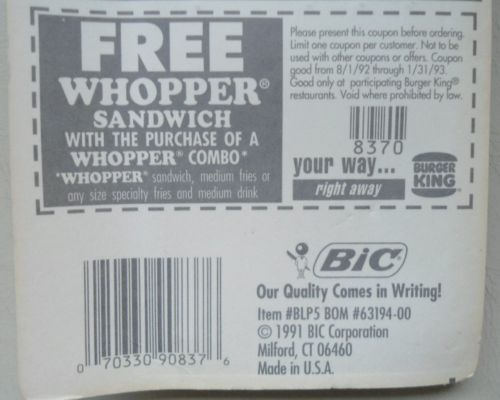 FREE
WHOPPER®
SANDWICH
WITH THE PURCHASE OF A
WHOPPER® COMBO*
*WHOPPER® sandwich, medium fries or
any size specialty fries and medium drink
Please present this coupon before ordering.
Limit one coupon per customer. Not to be
used with other coupons or offers. Coupon
good from 8/1/92 through 1/31/93.
Good only at participating Burger King®
restaurants. Void where prohibited by law.
8370
your way...
right away
BURGER
KING
BIC
Our Quality Comes in Writing!
Item #BLP5 BOM #63194-00
© 1991 BIC Corporation
Milford, CT 06460
Made in U.S.A.
0 70330 90837 6